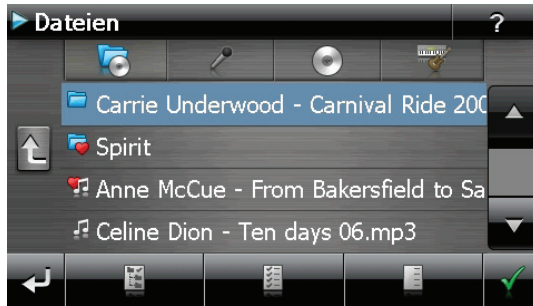 Dateien ?
Carrie Underwood - Carnival Ride 200
Spirit
Anne McCue - From Bakersfield to Sa
Celine Dion - Ten days 06.mp3